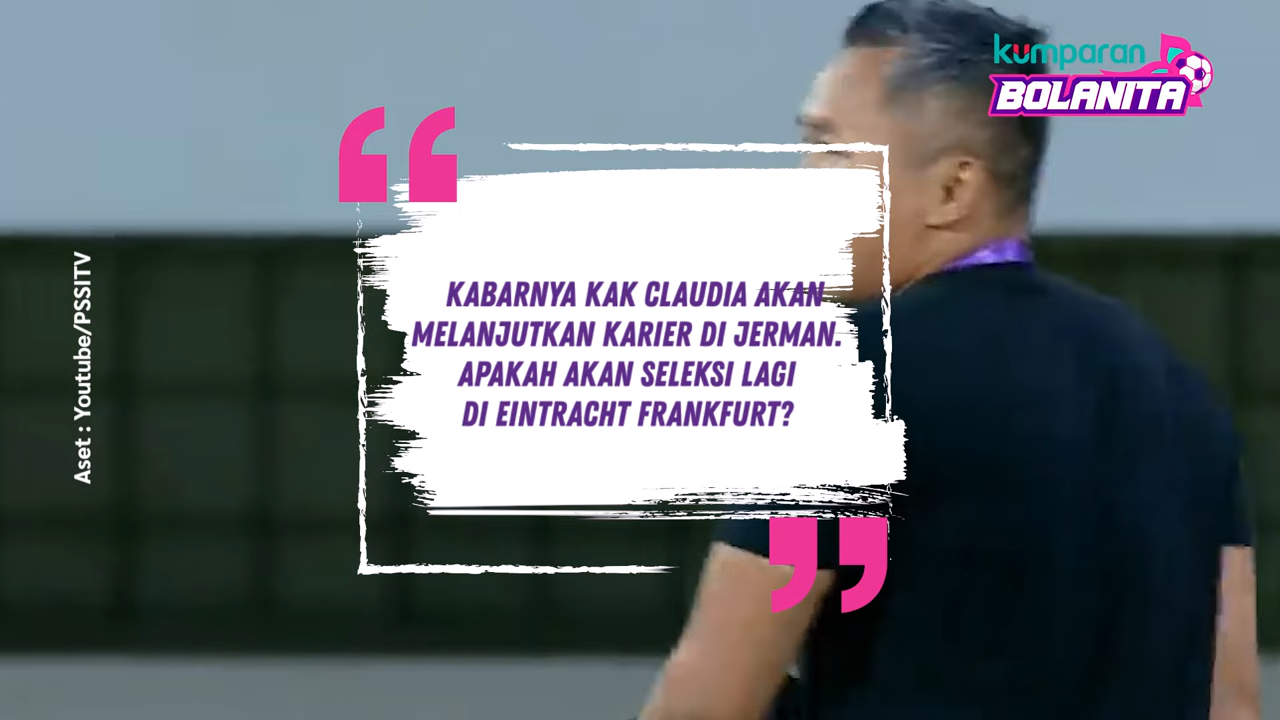 kumparan
BOLANITA
KABARNYA KAK CLAUDIA AKAN
MELANJUTKAN KARIER DI JERMAN.
APAKAH AKAN SELEKSI LAGI
DI EINTRACHT FRANKFURT?
Aset : Youtube/PSSITV